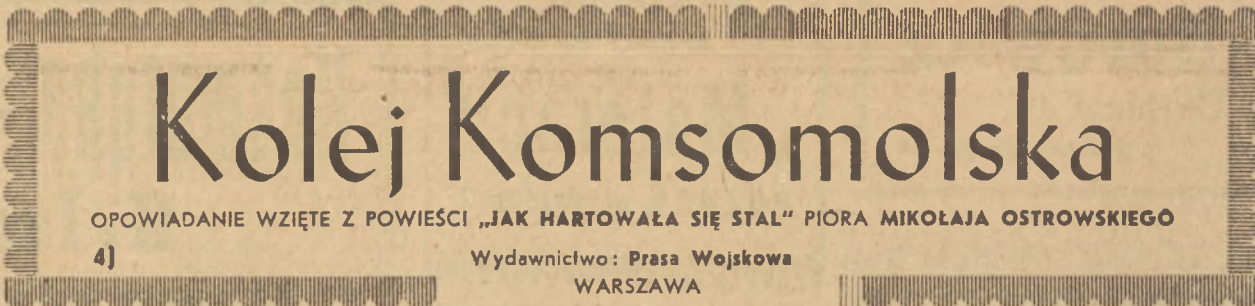 Kolej Komsomolska
OPOWIADANIE WZIĘTE Z POWIEŚCI „JAK HARTOWAŁA SIĘ STAL" PIÓRA MIKOŁAJA OSTROWSKIEGO
4)
Wydawnictwo: Prasa Wojskowa
WARSZAWA